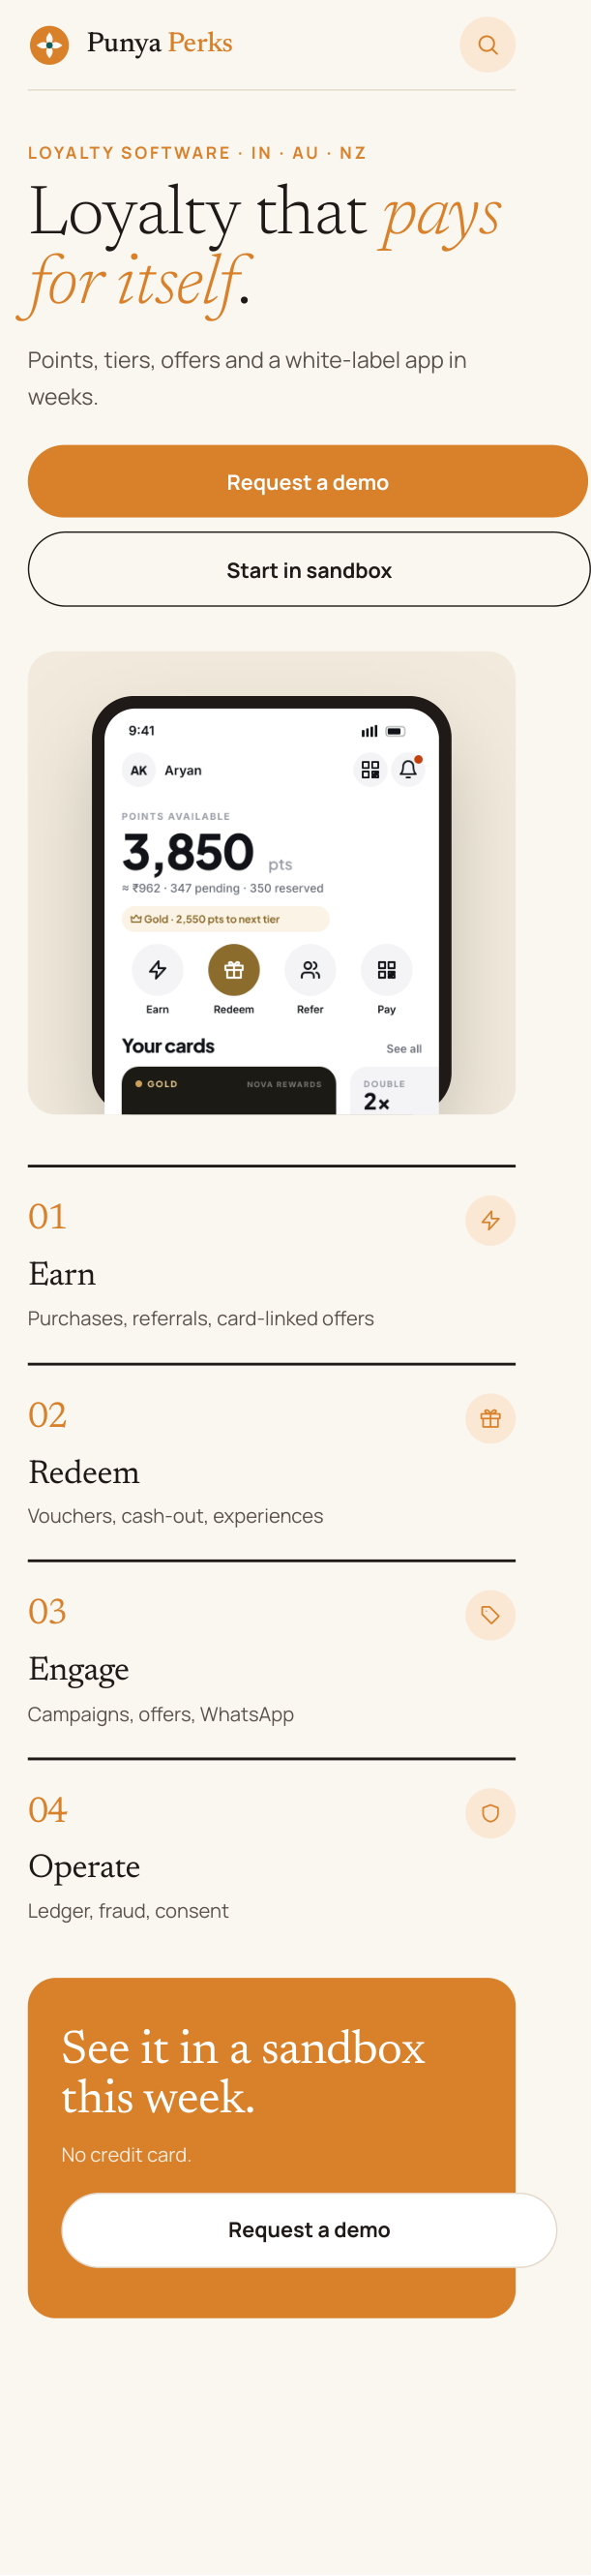 Punya Perks
LOYALTY SOFTWARE · IN · AU · NZ
Loyalty that pays
for itself.
Points, tiers, offers and a white-label app in
weeks.
Request a demo
Start in sandbox
9:41
AK Aryan
POINTS AVAILABLE
3,850 pts
≈ ₹962 · 347 pending · 350 reserved
Gold · 2,550 pts to next tier
Earn Redeem Refer Pay
Your cards See all
GOLD NOVA REWARDS DOUBLE
2×
01
Earn
Purchases, referrals, card-linked offers
02
Redeem
Vouchers, cash-out, experiences
03
Engage
Campaigns, offers, WhatsApp
04
Operate
Ledger, fraud, consent
See it in a sandbox
this week.
No credit card.
Request a demo